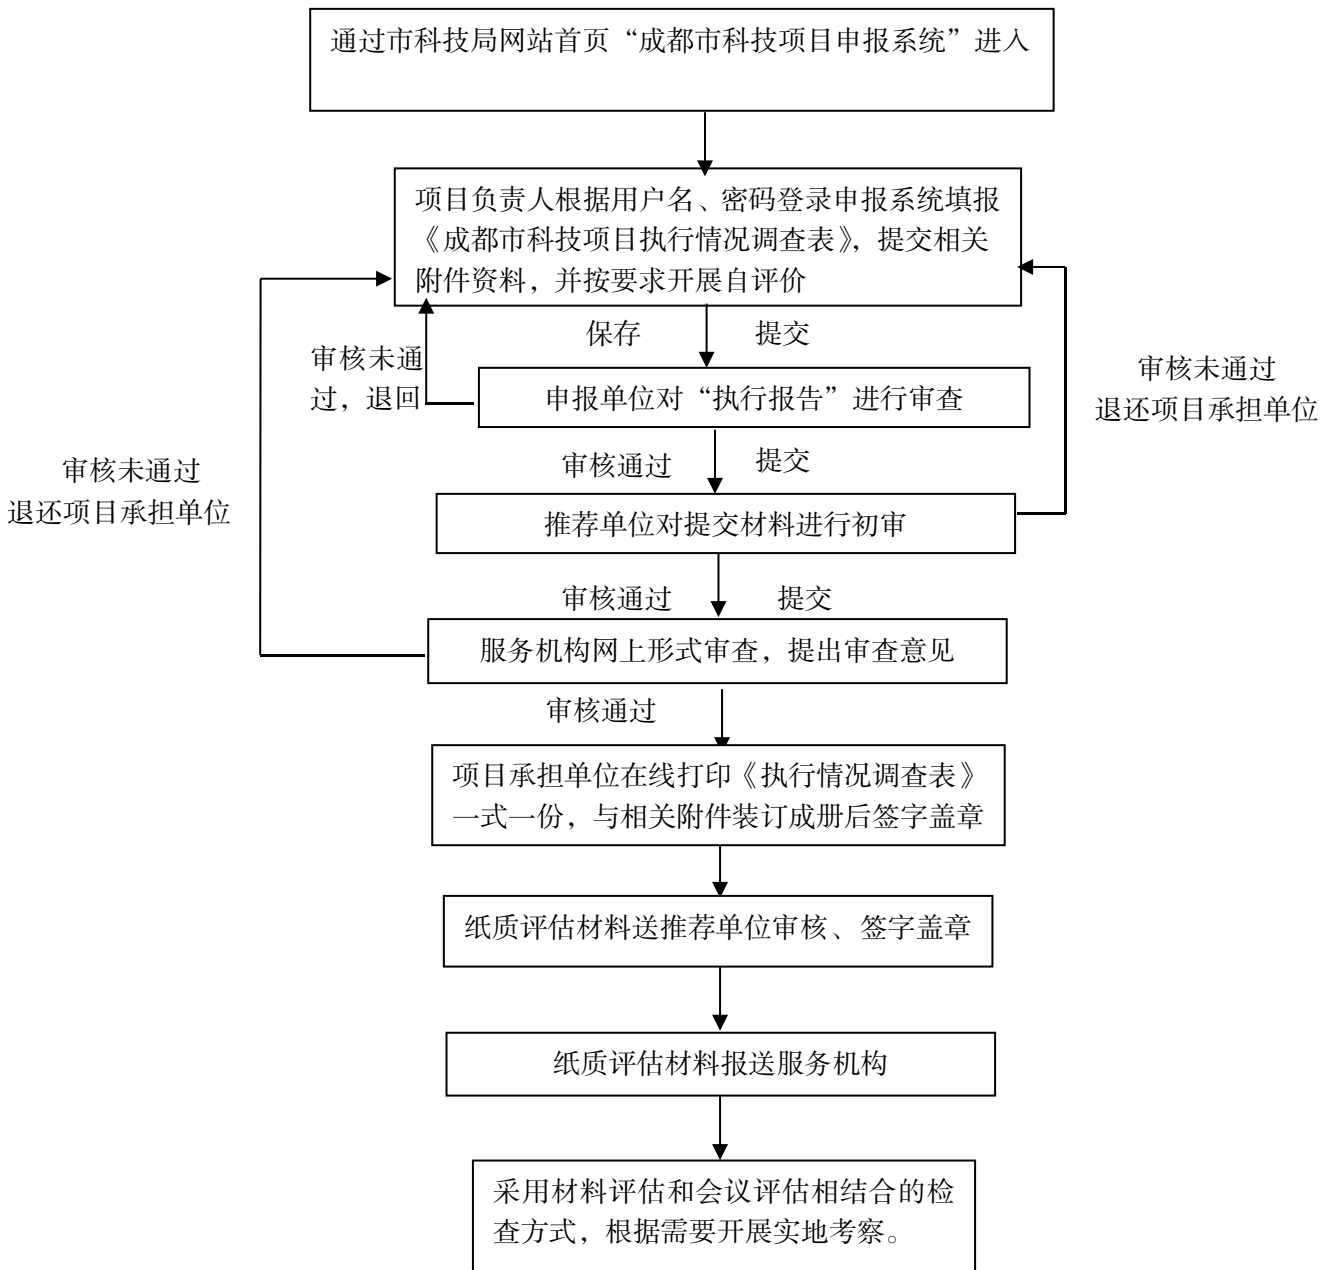 通过市科技局网站首页“成都市科技项目申报系统”进入
项目负责人根据用户名、密码登录申报系统填报
《成都市科技项目执行情况调查表》，提交相关
附件资料，并按要求开展自评价
保存
提交
审核未通
过，退回
审核未通过
退还项目承担单位
申报单位对“执行报告”进行审查
审核通过
提交
审核未通过
退还项目承担单位
推荐单位对提交材料进行初审
审核通过
提交
服务机构网上形式审查，提出审查意见
审核通过
项目承担单位在线打印《执行情况调查表》
一式一份，与相关附件装订成册后签字盖章
纸质评估材料送推荐单位审核、签字盖章
纸质评估材料报送服务机构
采用材料评估和会议评估相结合的检
查方式，根据需要开展实地考察。